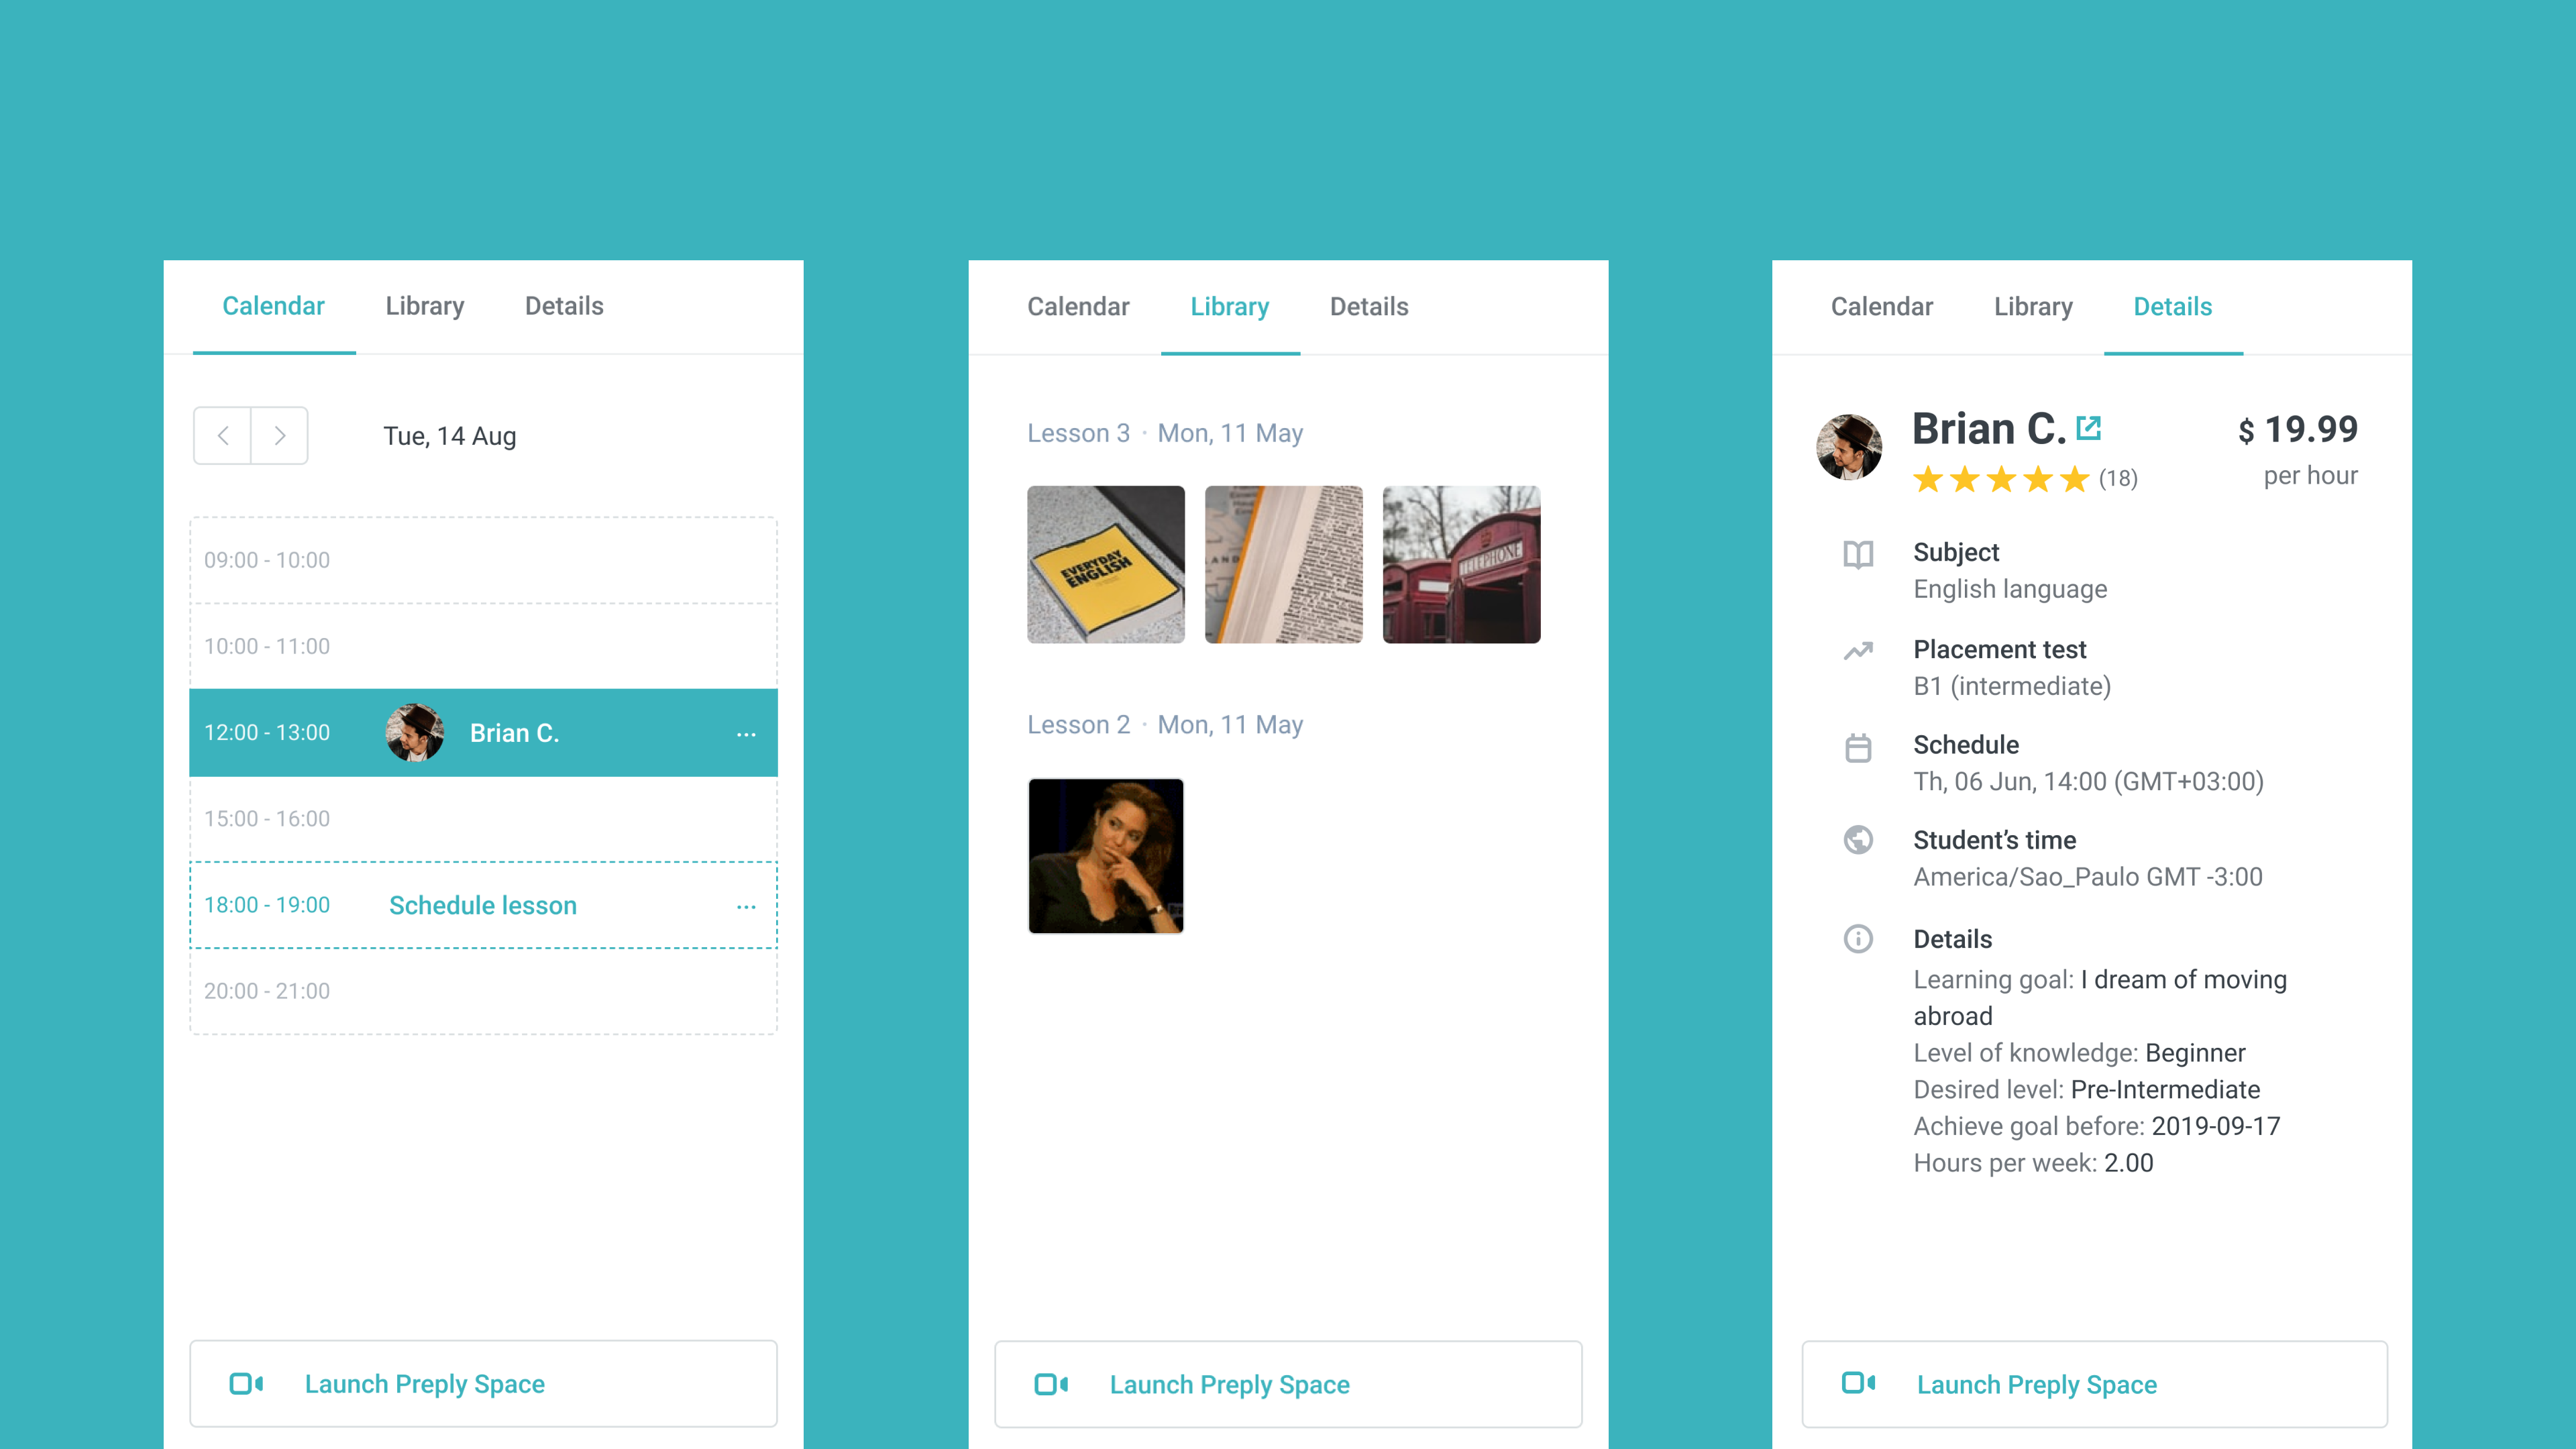 Calendar Library Details
Tue, 14 Aug
09:00 - 10:00
10:00 - 11:00
12:00 - 13:00 Brian C. ...
15:00 - 16:00
18:00 - 19:00 Schedule lesson ...
20:00 - 21:00
Launch Preply Space
Calendar Library Details
Lesson 3 · Mon, 11 May
EVERYDAY
ENGLISH
TELEPHONE
Lesson 2 · Mon, 11 May
Launch Preply Space
Calendar Library Details
Brian C. $ 19.99
(18) per hour
Subject
English language
Placement test
B1 (intermediate)
Schedule
Th, 06 Jun, 14:00 (GMT+03:00)
Student’s time
America/Sao_Paulo GMT -3:00
Details
Learning goal: I dream of moving
abroad
Level of knowledge: Beginner
Desired level: Pre-Intermediate
Achieve goal before: 2019-09-17
Hours per week: 2.00
Launch Preply Space